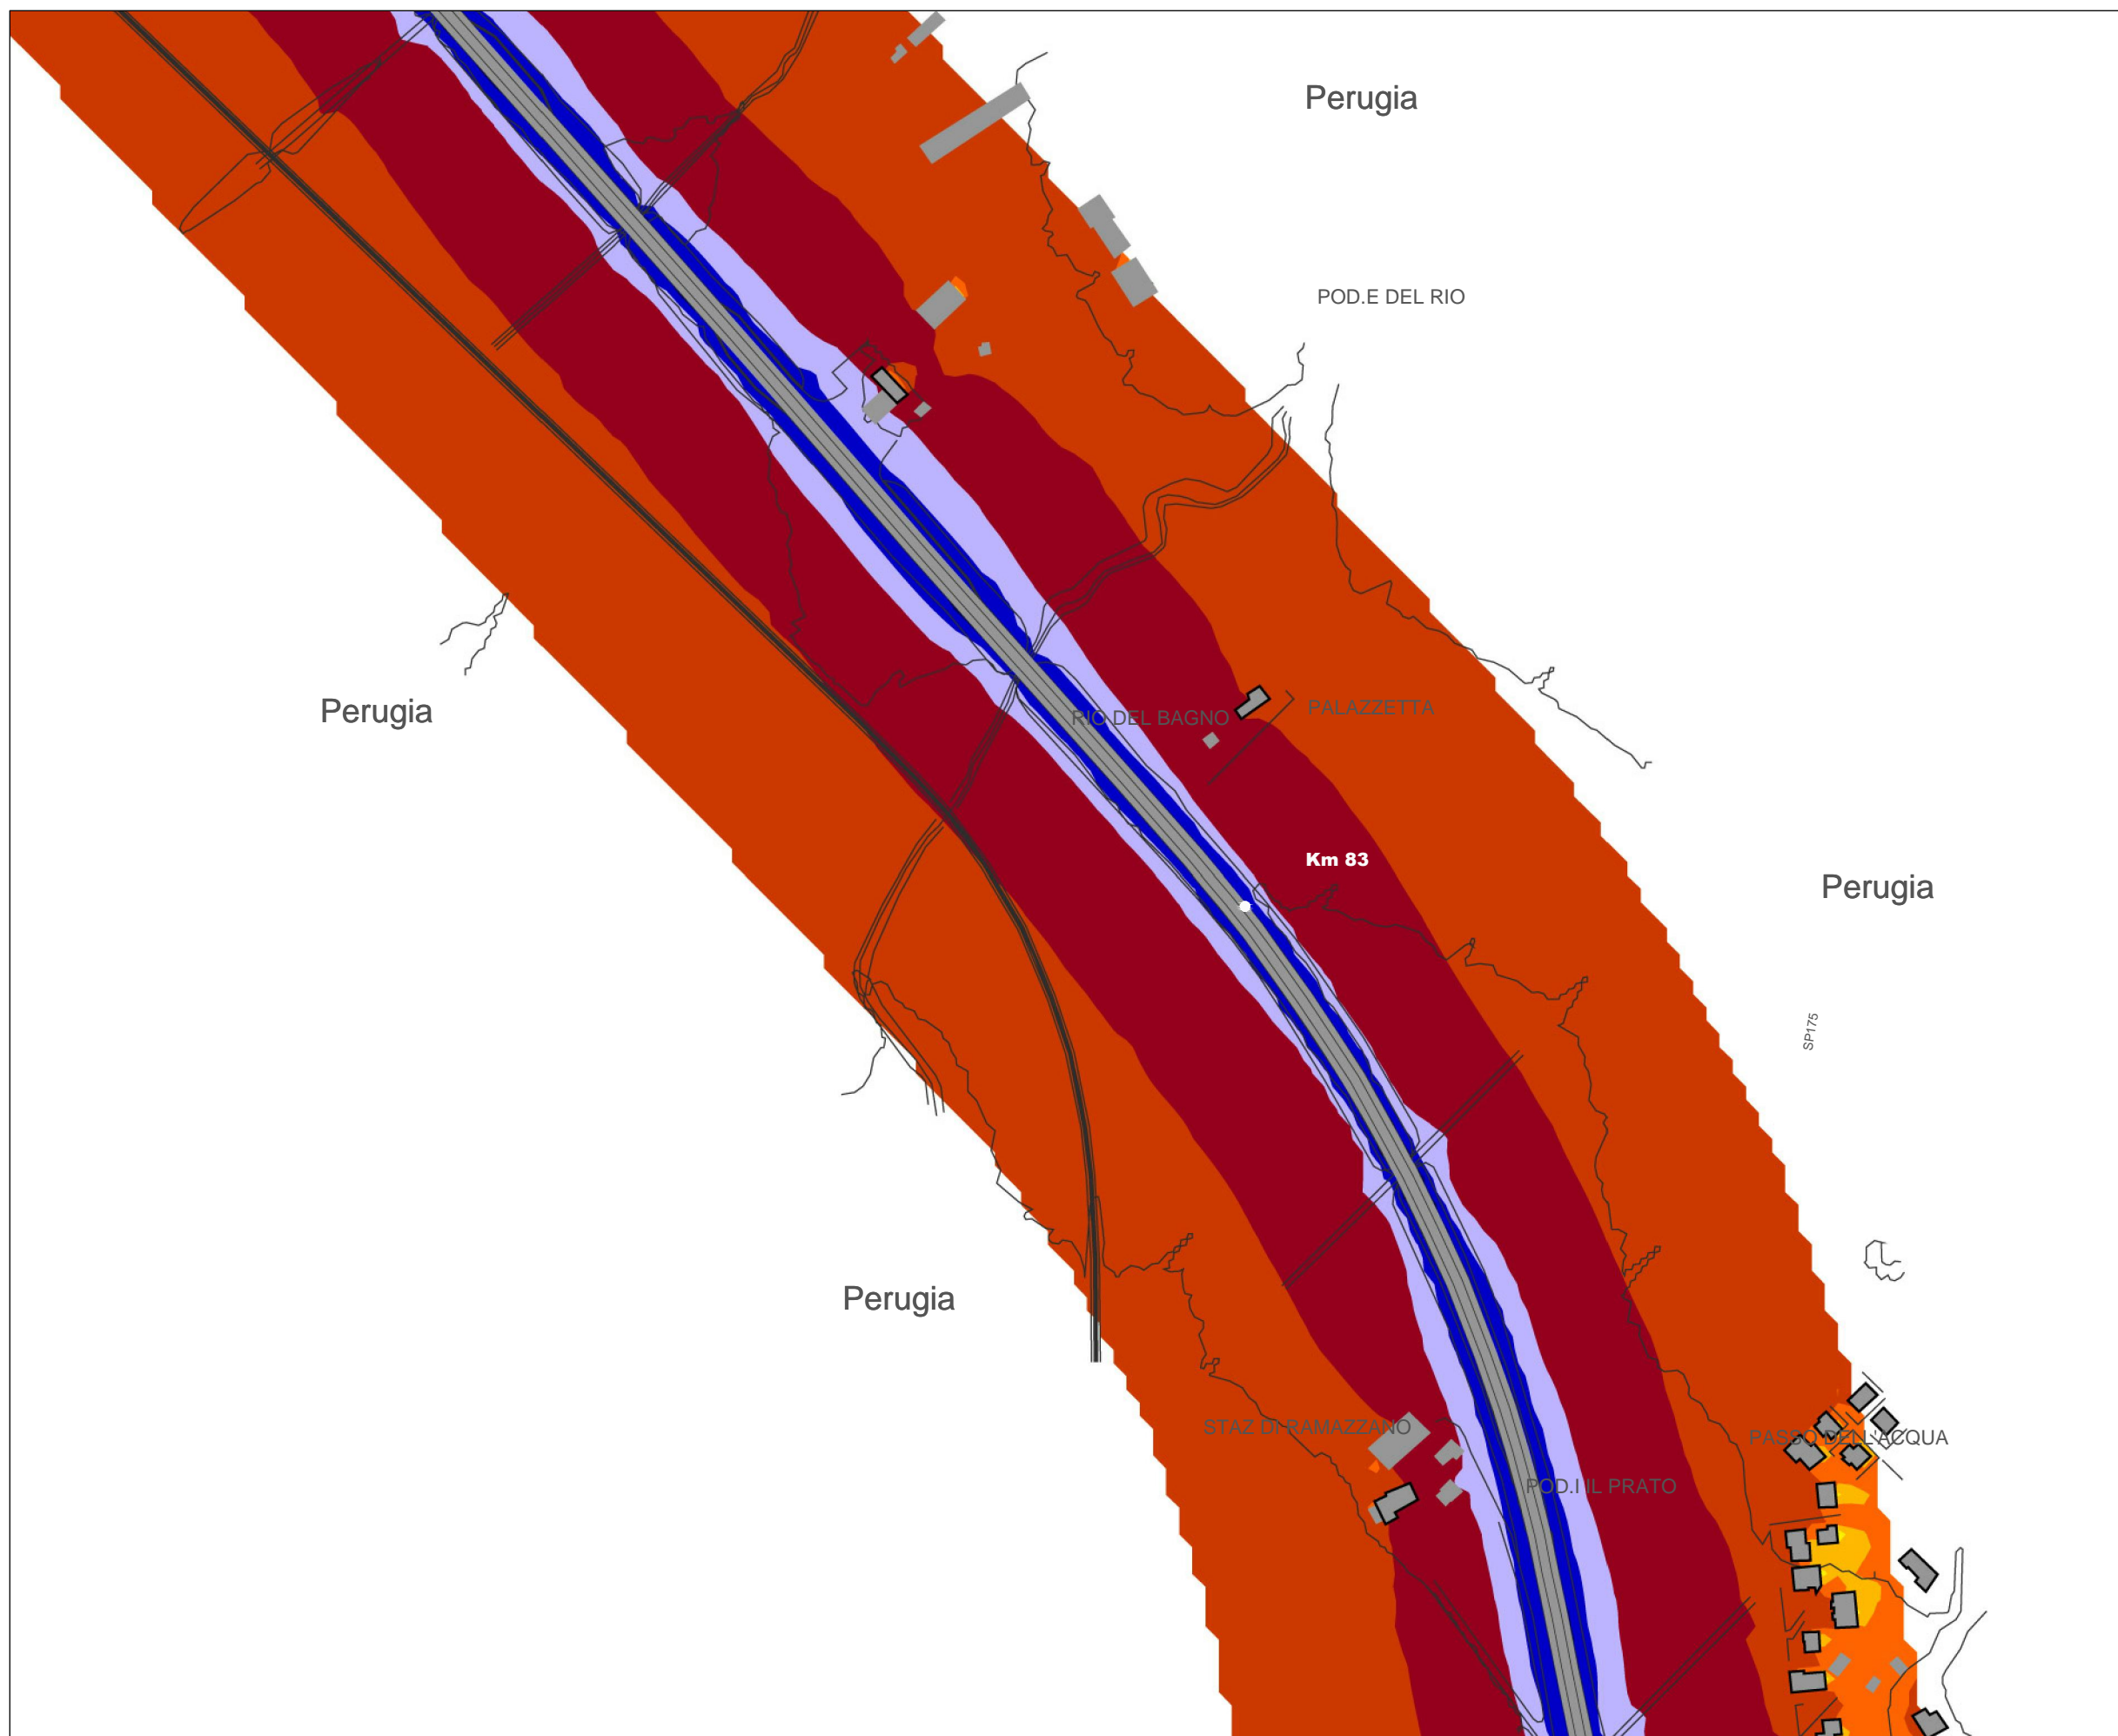 Perugia
POD.E DEL RIO
Perugia
RIO DEL BAGNO
PALAZZETTA
Km 83
Perugia
SP175
Perugia
STAZ DI RAMAZZANO
PASSO DELL'ACQUA
POD.I IL PRATO